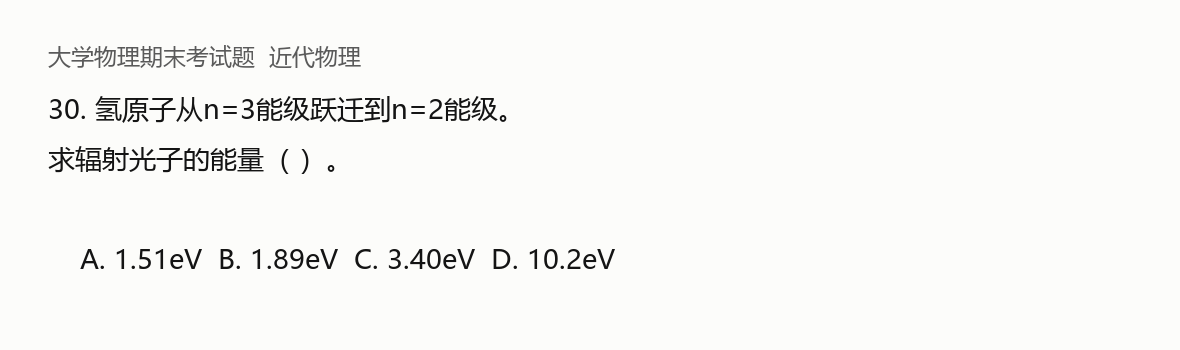 大学物理期末考试题  近代物理
30. 氢原子从n=3能级跃迁到n=2能级。
求辐射光子的能量（ ）。
A. 1.51eV  B. 1.89eV  C. 3.40eV  D. 10.2eV